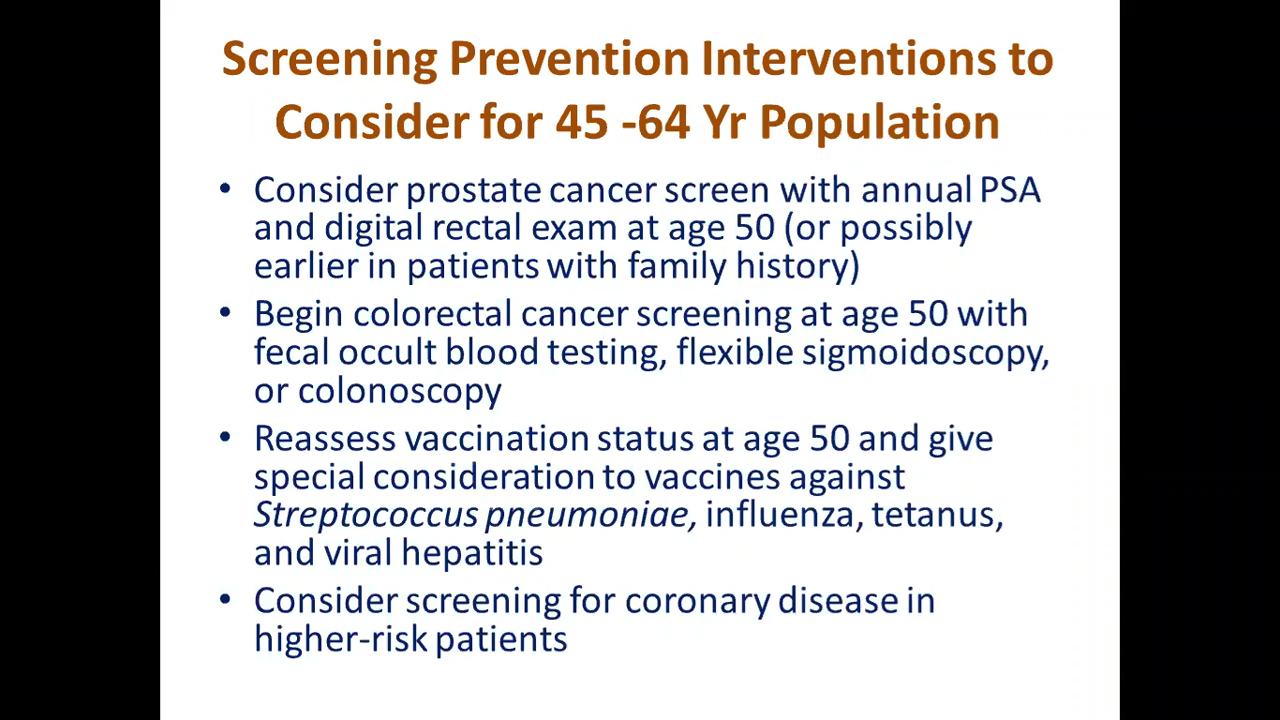 Screening Prevention Interventions to
Consider for 45 -64 Yr Population
• Consider prostate cancer screen with annual PSA
and digital rectal exam at age 50 (or possibly
earlier in patients with family history)
• Begin colorectal cancer screening at age 50 with
fecal occult blood testing, flexible sigmoidoscopy,
or colonoscopy
• Reassess vaccination status at age 50 and give
special consideration to vaccines against
Streptococcus pneumoniae, influenza, tetanus,
and viral hepatitis
• Consider screening for coronary disease in
higher-risk patients